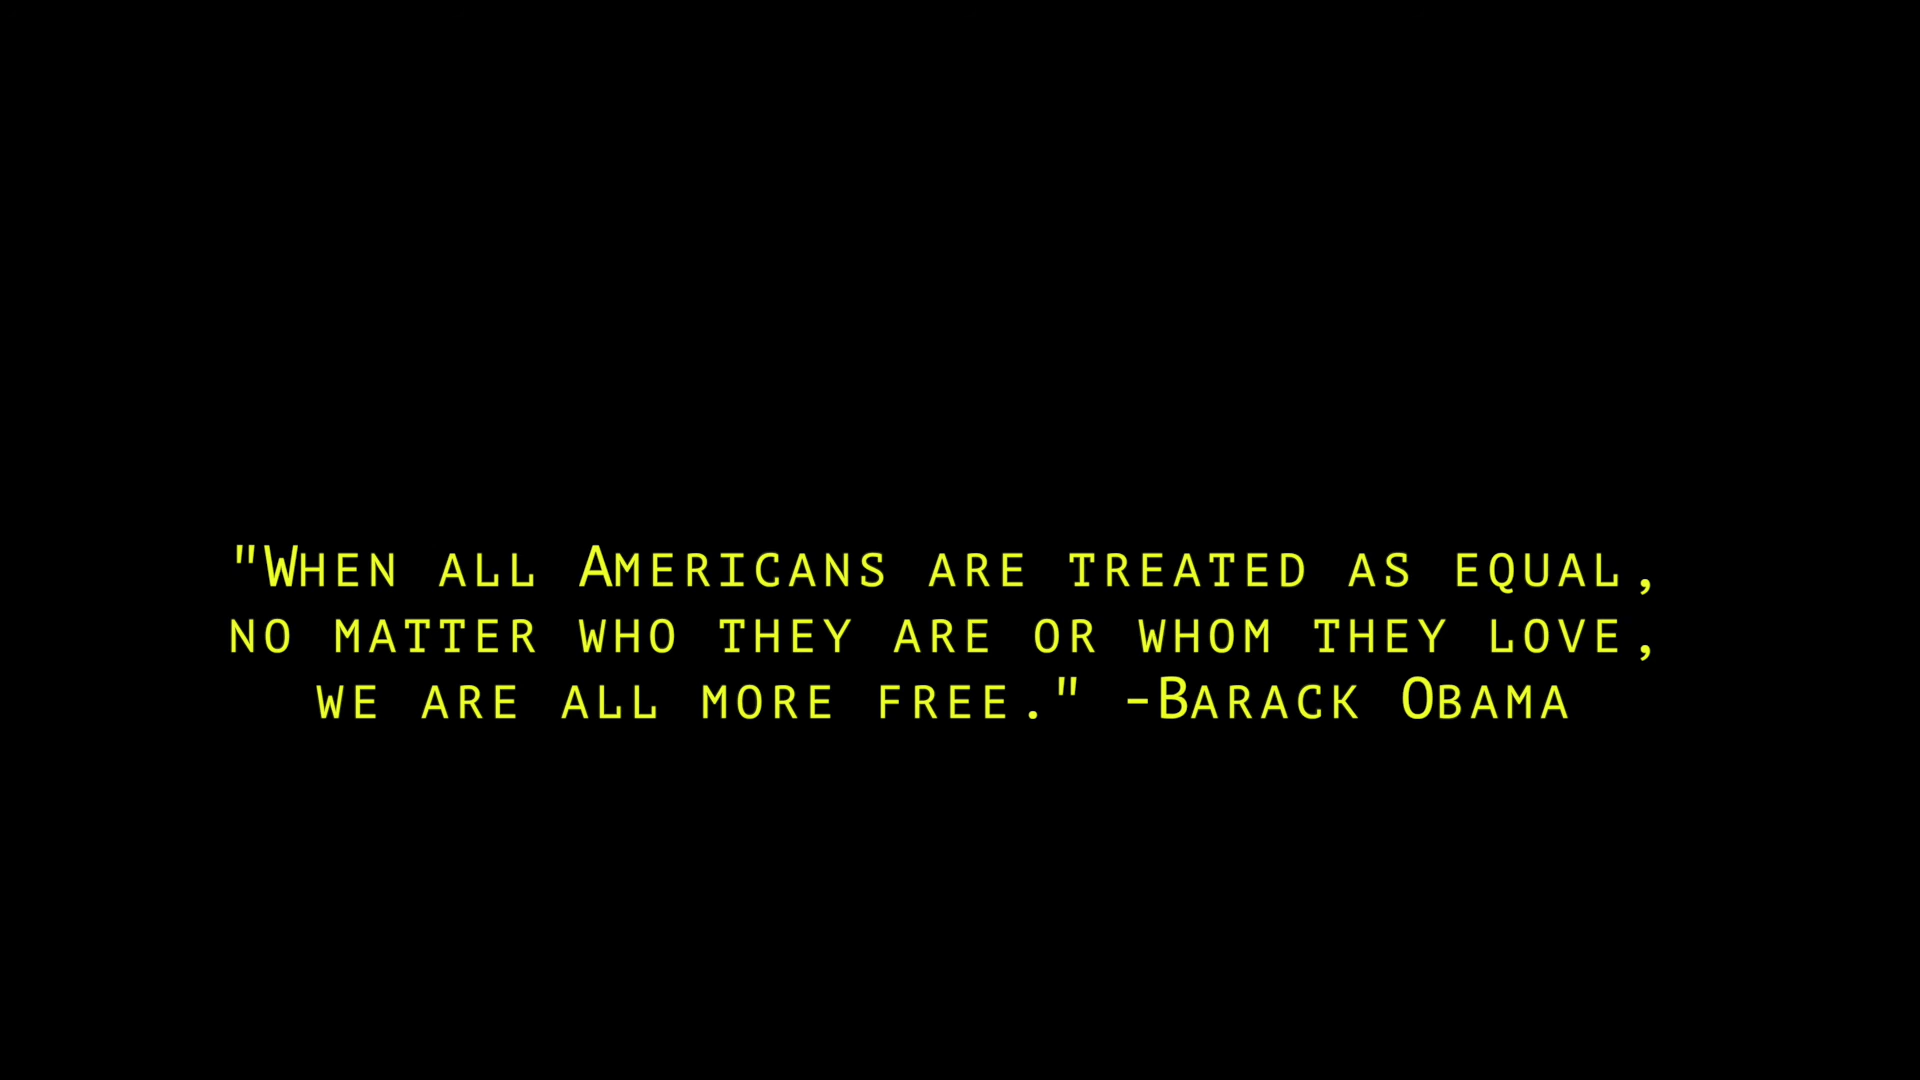 "When all Americans are treated as equal,
no matter who they are or whom they love,
we are all more free." -Barack Obama